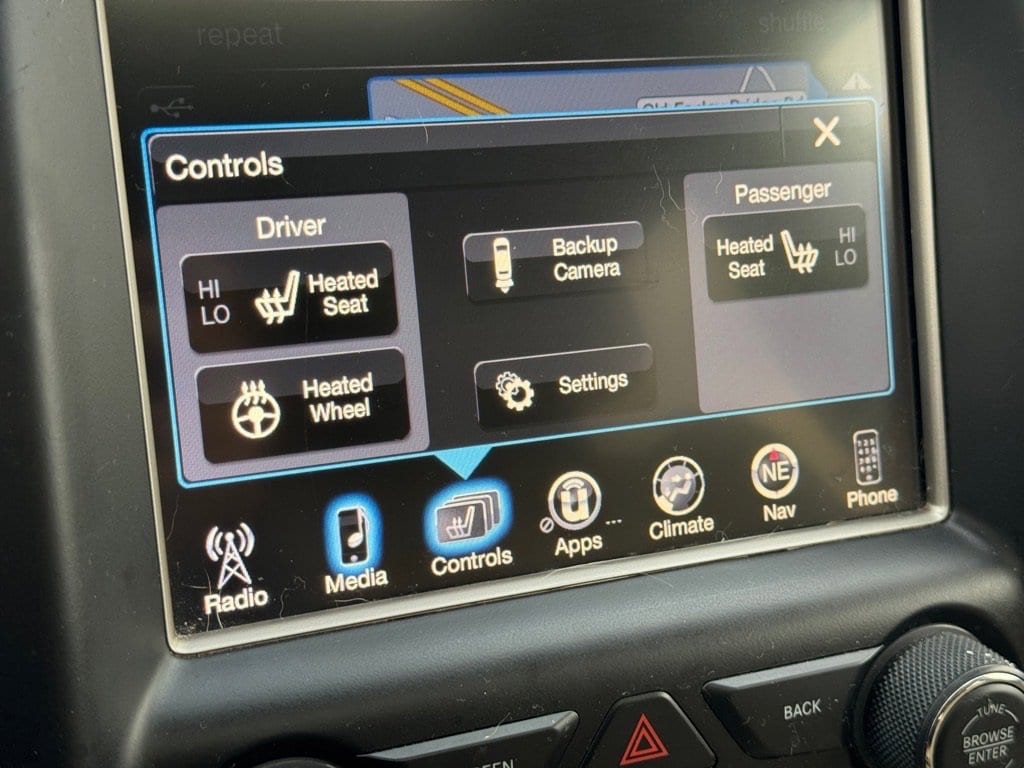 repeat
shuffle
Controls
X
Driver
HI
LO
Heated
Seat
Heated
Wheel
Backup
Camera
Settings
Passenger
Heated
Seat
HI
LO
Radio
Media
Controls
Apps
...
Climate
NE
Nav
Phone
BACK
TUNE
BROWSE
ENTER